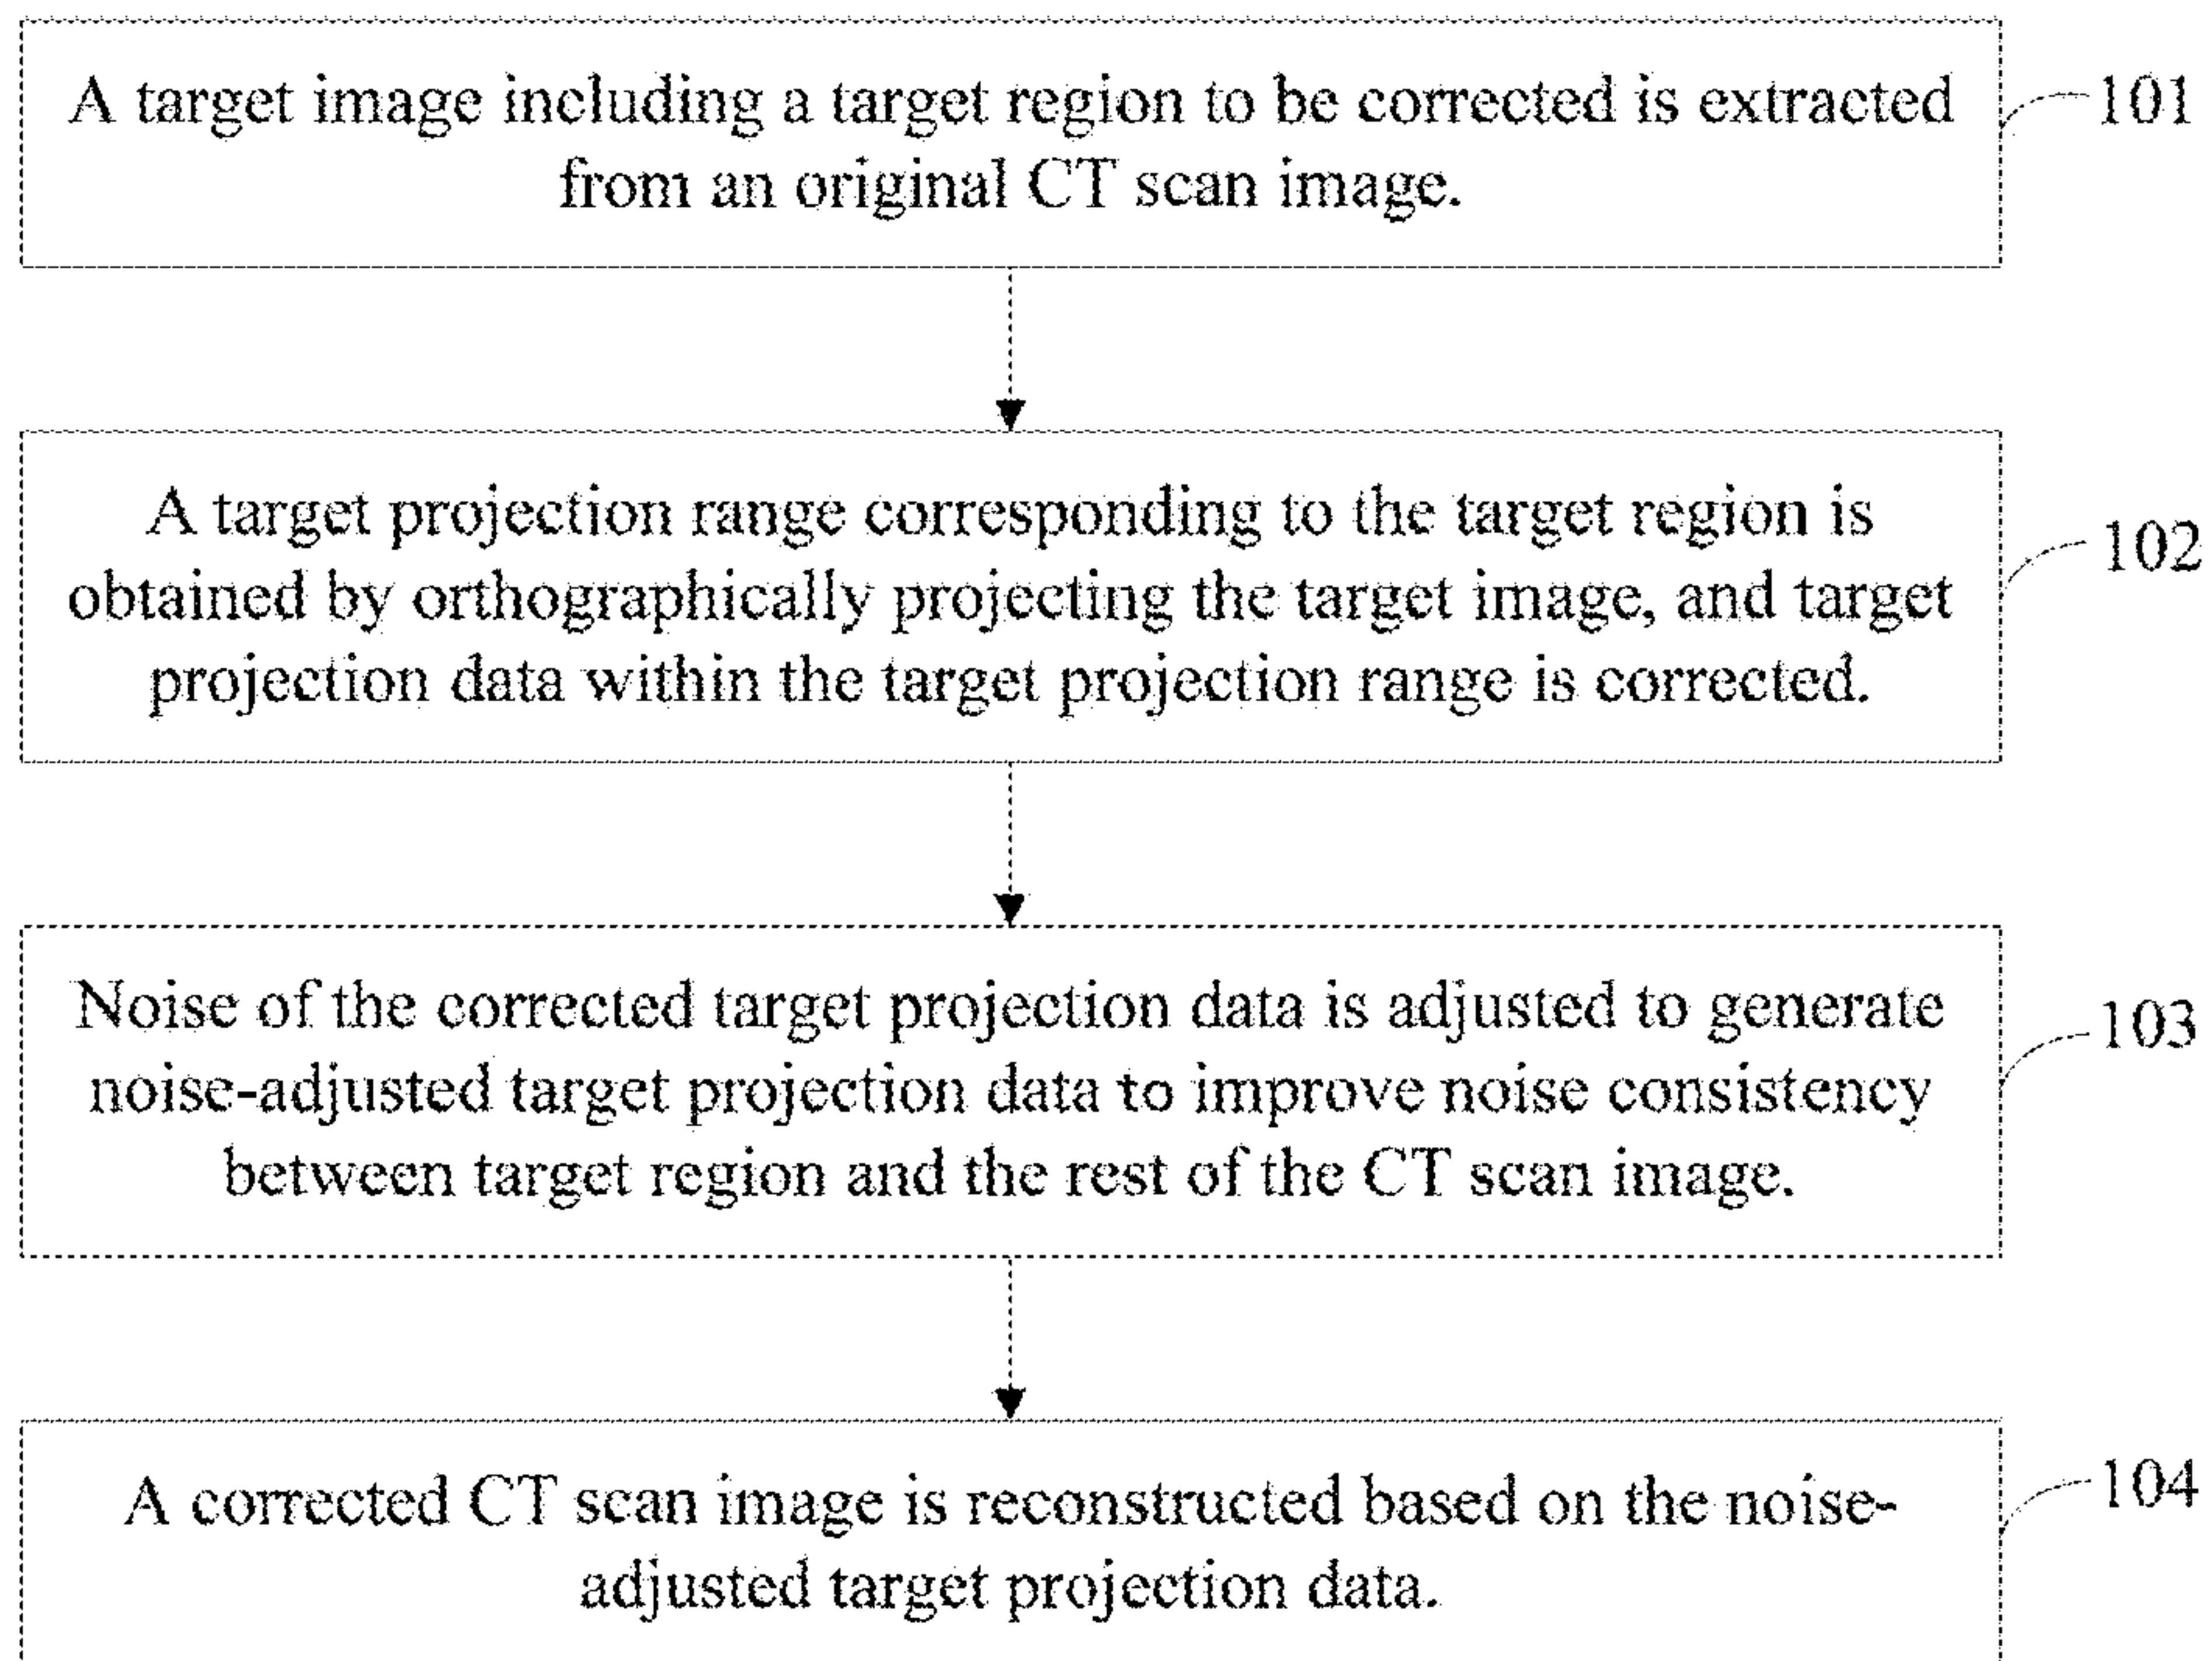 A target image including a target region to be corrected is extracted
from an original CT scan image.
101
A target projection range corresponding to the target region is
obtained by orthographically projecting the target image, and target
projection data within the target projection range is corrected.
102
Noise of the corrected target projection data is adjusted to generate
noise-adjusted target projection data to improve noise consistency
between target region and the rest of the CT scan image.
103
A corrected CT scan image is reconstructed based on the noise-
adjusted target projection data.
104